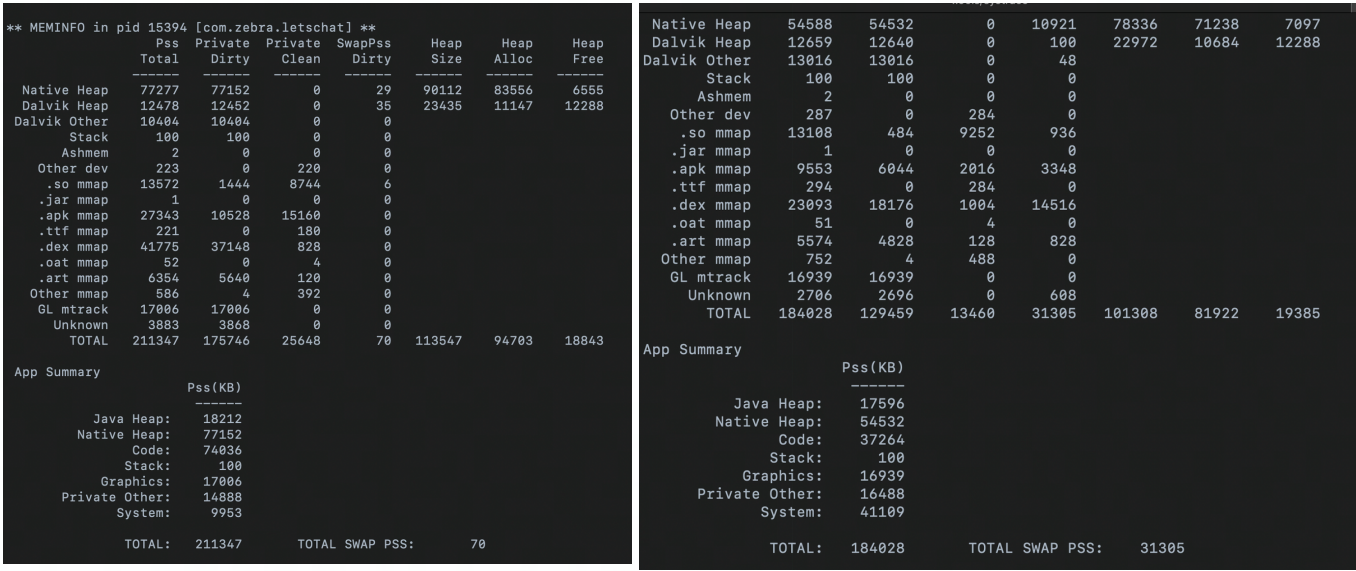 ** MEMINFO in pid 15394 [com.zebra.letschat] **
Pss Private Private SwapPss Heap Heap Heap
Total Dirty Clean Dirty Size Alloc Free
------ ------ ------ ------ ------ ------ ------
Native Heap 77277 77152 0 29 90112 83556 6555
Dalvik Heap 12478 12452 0 35 23435 11147 12288
Dalvik Other 10404 10404 0 0
Stack 100 100 0 0
Ashmem 2 0 0 0
Other dev 223 0 220 0
.so mmap 13572 1444 8744 6
.jar mmap 1 0 0 0
.apk mmap 27343 10528 15160 0
.ttf mmap 221 0 180 0
.dex mmap 41775 37148 828 0
.oat mmap 52 0 4 0
.art mmap 6354 5640 120 0
Other mmap 586 4 392 0
GL mtrack 17006 17006 0 0
Unknown 3883 3868 0 0
TOTAL 211347 175746 25648 70 113547 94703 18843
App Summary
Pss(KB)
------
Java Heap: 18212
Native Heap: 77152
Code: 74036
Stack: 100
Graphics: 17006
Private Other: 14888
System: 9953
TOTAL: 211347 TOTAL SWAP PSS: 70
Native Heap 54588 54532 0 10921 78336 71238 7097
Dalvik Heap 12659 12640 0 100 22972 10684 12288
Dalvik Other 13016 13016 0 48
Stack 100 100 0 0
Ashmem 2 0 0 0
Other dev 287 0 284 0
.so mmap 13108 484 9252 936
.jar mmap 1 0 0 0
.apk mmap 9553 6044 2016 3348
.ttf mmap 294 0 284 0
.dex mmap 23093 18176 1004 14516
.oat mmap 51 0 4 0
.art mmap 5574 4828 128 828
Other mmap 752 4 488 0
GL mtrack 16939 16939 0 0
Unknown 2706 2696 0 608
TOTAL 184028 129459 13460 31305 101308 81922 19385
App Summary
Pss(KB)
------
Java Heap: 17596
Native Heap: 54532
Code: 37264
Stack: 100
Graphics: 16939
Private Other: 16488
System: 41109
TOTAL: 184028 TOTAL SWAP PSS: 31305